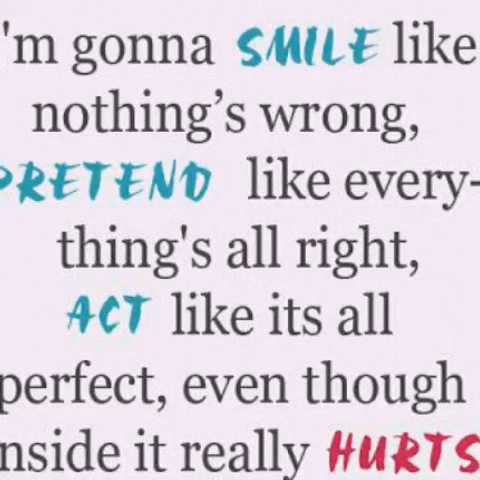 'm gonna SMILE like
nothing's wrong,
PRETEND like every-
thing's all right,
ACT like its all
perfect, even though
nside it really HURTS